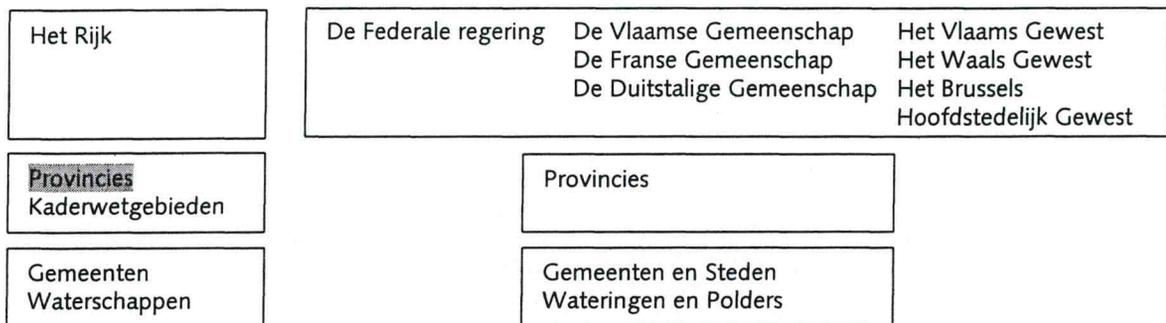 Het Rijk
De Federale regering De Vlaamse Gemeenschap Het Vlaams Gewest
De Franse Gemeenschap Het Waals Gewest
De Duitstalige Gemeenschap Het Brussels
Hoofdstedelijk Gewest
Provincies
Kaderwetgebieden
Provincies
Gemeenten
Waterschappen
Gemeenten en Steden
Wateringen en Polders